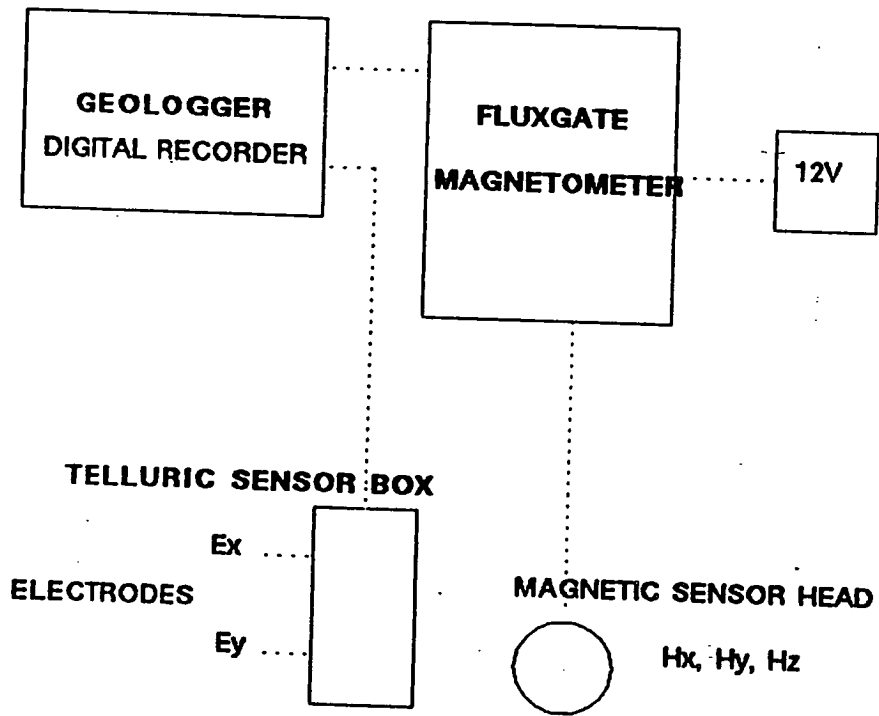 GEOLOGGER
DIGITAL RECORDER
FLUXGATE
MAGNETOMETER
12V
TELLURIC SENSOR BOX
Ex
ELECTRODES
Ey
MAGNETIC SENSOR HEAD
Hx, Hy, Hz